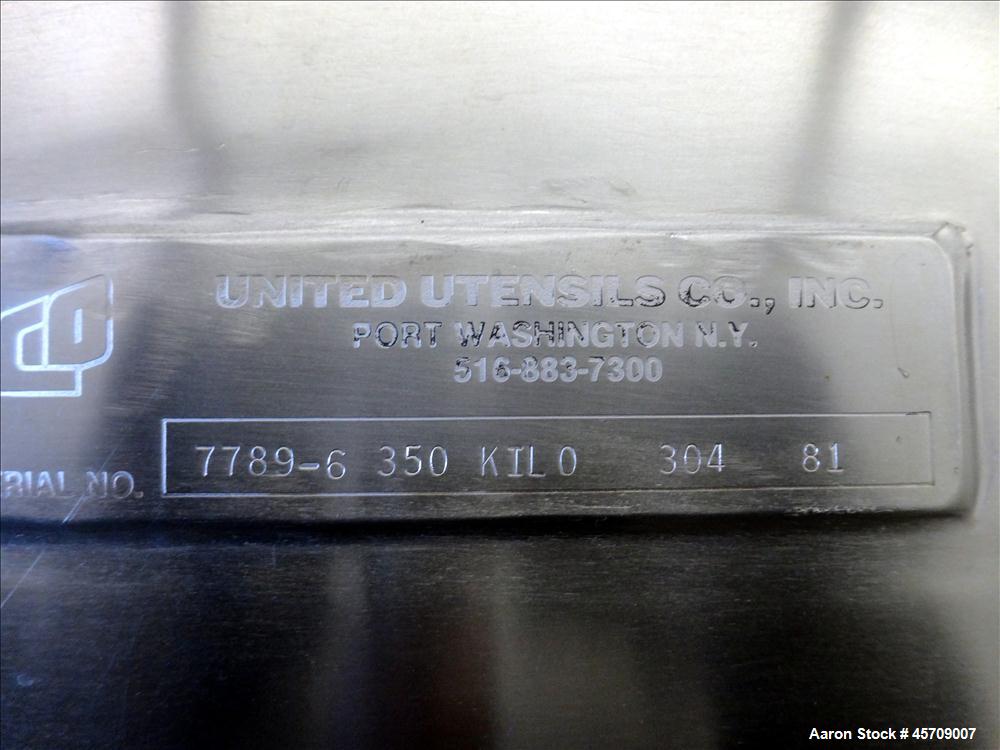 UNITED UTENSILS CO., INC.
PORT WASHINGTON N.Y.
516-883-7300
RIAL NO. 7789-6 350 KILO 304 81
Aaron Stock # 45709007